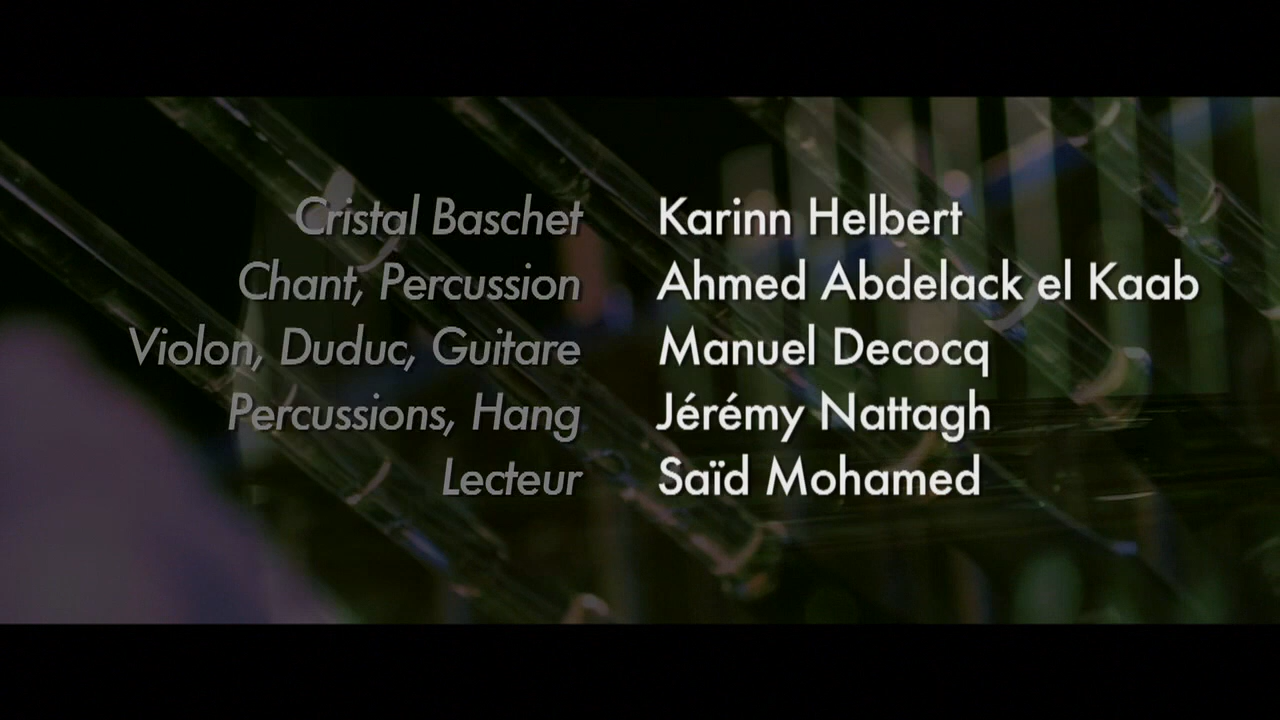 Cristal Baschet Karinn Helbert
Chant, Percussion Ahmed Abdelack el Kaab
Violon, Duduc, Guitare Manuel Decocq
Percussions, Hang Jérémy Nattagh
Lecteur Saïd Mohamed